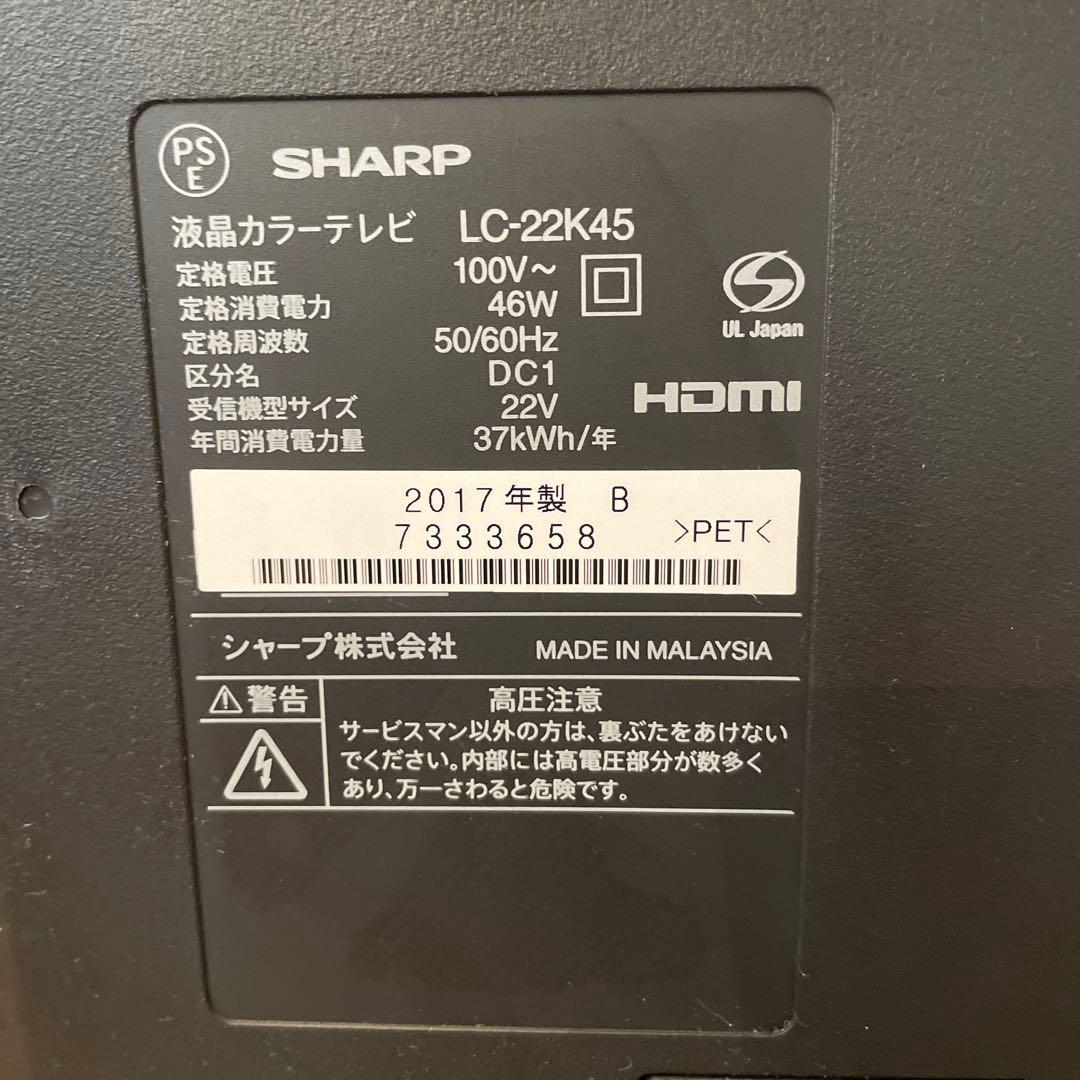 PS
E
SHARP
液晶カラーテレビ LC-22K45
定格電圧 100V～
定格消費電力 46W
定格周波数 50/60Hz
区分名 DC1
受信機型サイズ 22V
年間消費電力量 37kWh/年
UL Japan
HDMI
2017年製 B
7333658 >PET<
シャープ株式会社 MADE IN MALAYSIA
警告
高圧注意
サービスマン以外の方は、裏ぶたをあけない
でください。内部には高電圧部分が数多く
あり、万一さわると危険です。